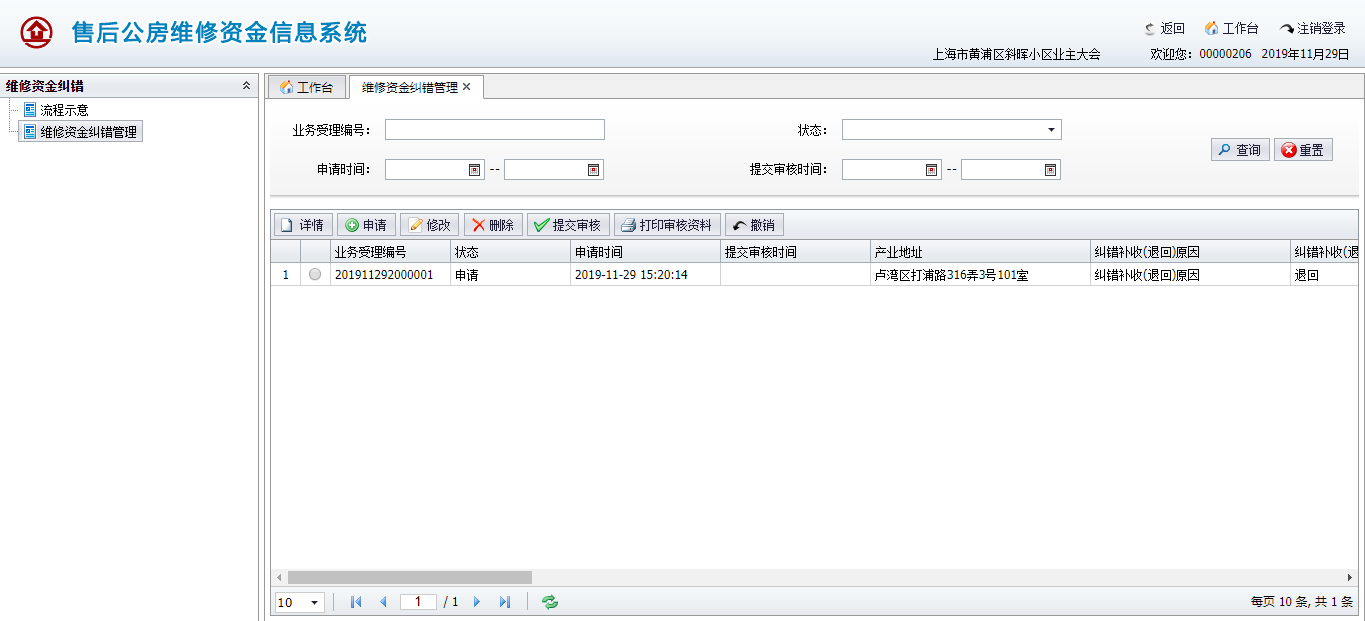 售后公房维修资金信息系统
返回 工作台 注销登录
上海市黄浦区斜晖小区业主大会 欢迎您：00000206 2019年11月29日
维修资金纠错
流程示意
维修资金纠错管理
工作台 维修资金纠错管理
业务受理编号： 状态：
申请时间： -- 提交审核时间： --
查询 重置
详情 申请 修改 删除 提交审核 打印审核资料 撤销
业务受理编号 状态 申请时间 提交审核时间 产业地址 纠错补收(退回)原因 纠错补收(退
1 201911292000001 申请 2019-11-29 15:20:14 卢湾区打浦路316弄3号101室 纠错补收(退回)原因 退回
10 1 / 1 每页 10 条, 共 1 条